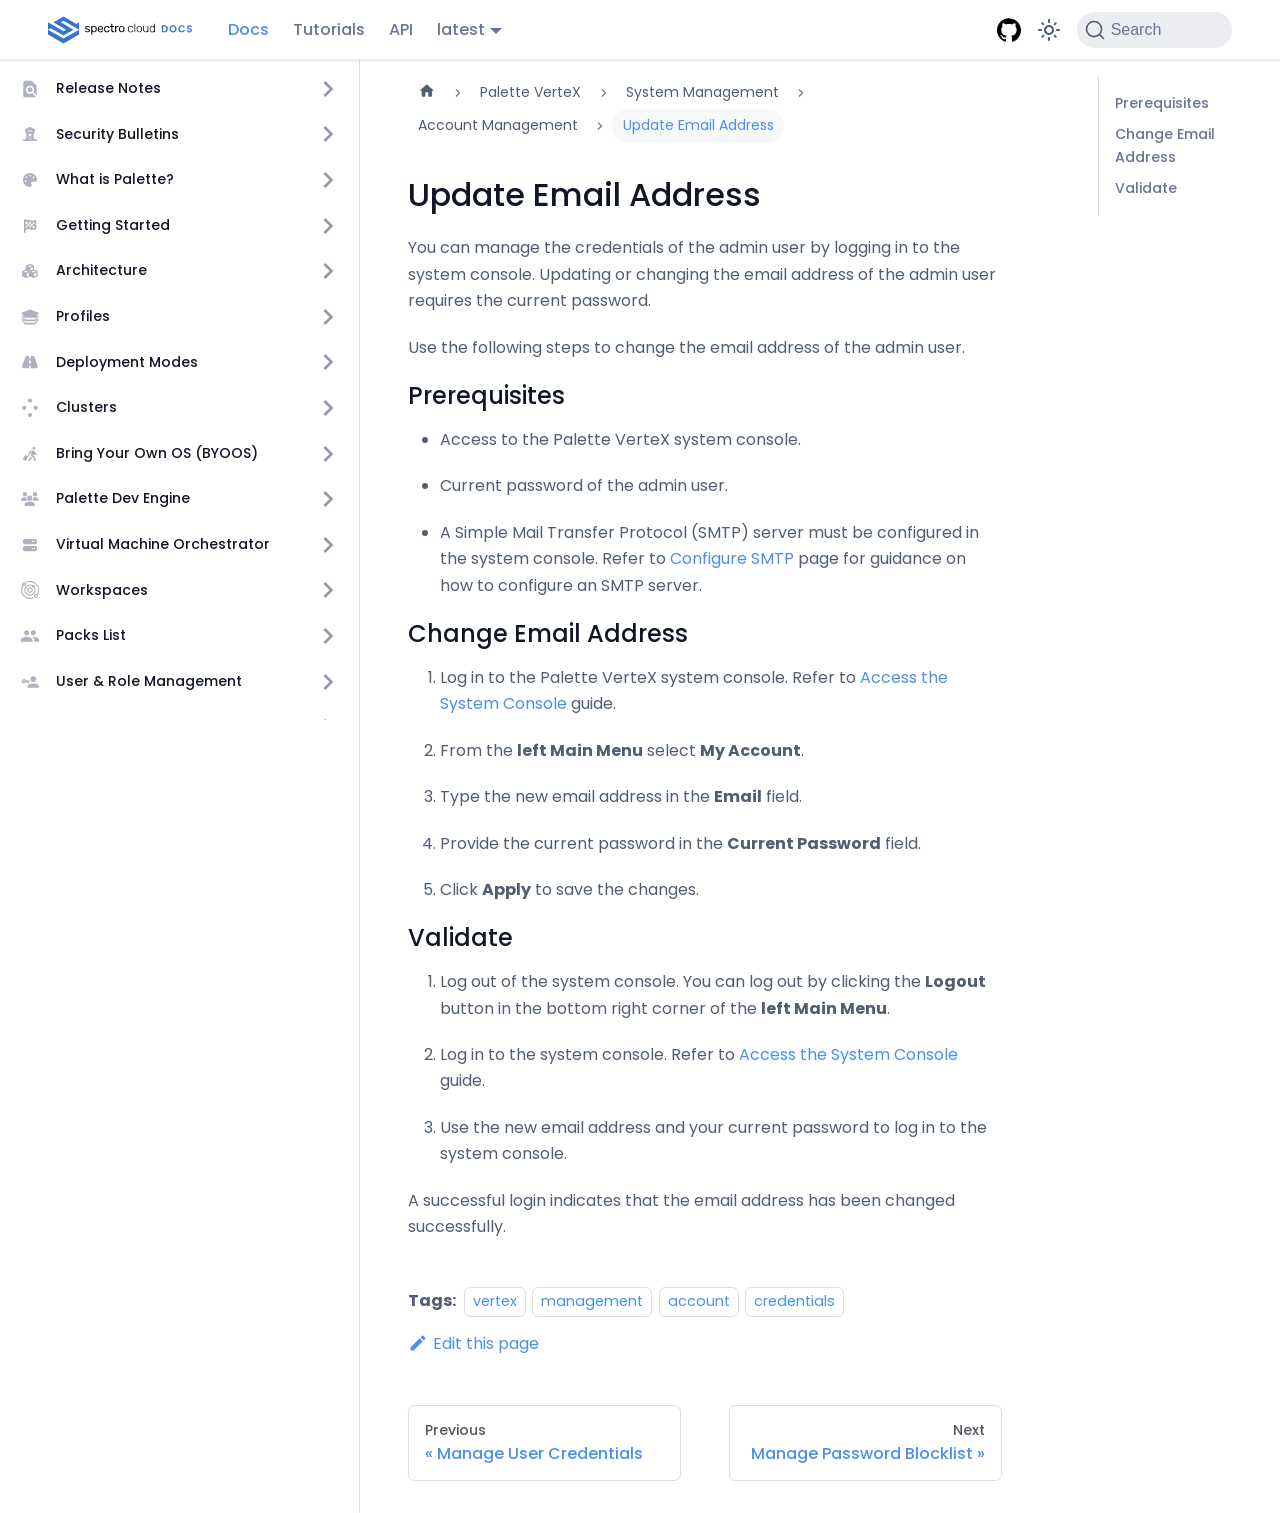 spectro cloud DOCS
Docs
Tutorials
API
latest
Search
Release Notes
Security Bulletins
What is Palette?
Getting Started
Architecture
Profiles
Deployment Modes
Clusters
Bring Your Own OS (BYOOS)
Palette Dev Engine
Virtual Machine Orchestrator
Workspaces
Packs List
User & Role Management
Palette VerteX
System Management
Account Management
Update Email Address
Update Email Address
You can manage the credentials of the admin user by logging in to the
system console. Updating or changing the email address of the admin user
requires the current password.
Use the following steps to change the email address of the admin user.
Prerequisites
Access to the Palette VerteX system console.
Current password of the admin user.
A Simple Mail Transfer Protocol (SMTP) server must be configured in
the system console. Refer to Configure SMTP page for guidance on
how to configure an SMTP server.
Change Email Address
1. Log in to the Palette VerteX system console. Refer to Access the
System Console guide.
2. From the left Main Menu select My Account.
3. Type the new email address in the Email field.
4. Provide the current password in the Current Password field.
5. Click Apply to save the changes.
Validate
1. Log out of the system console. You can log out by clicking the Logout
button in the bottom right corner of the left Main Menu.
2. Log in to the system console. Refer to Access the System Console
guide.
3. Use the new email address and your current password to log in to the
system console.
A successful login indicates that the email address has been changed
successfully.
Tags: vertex management account credentials
Edit this page
Previous
« Manage User Credentials
Next
Manage Password Blocklist »
Prerequisites
Change Email
Address
Validate